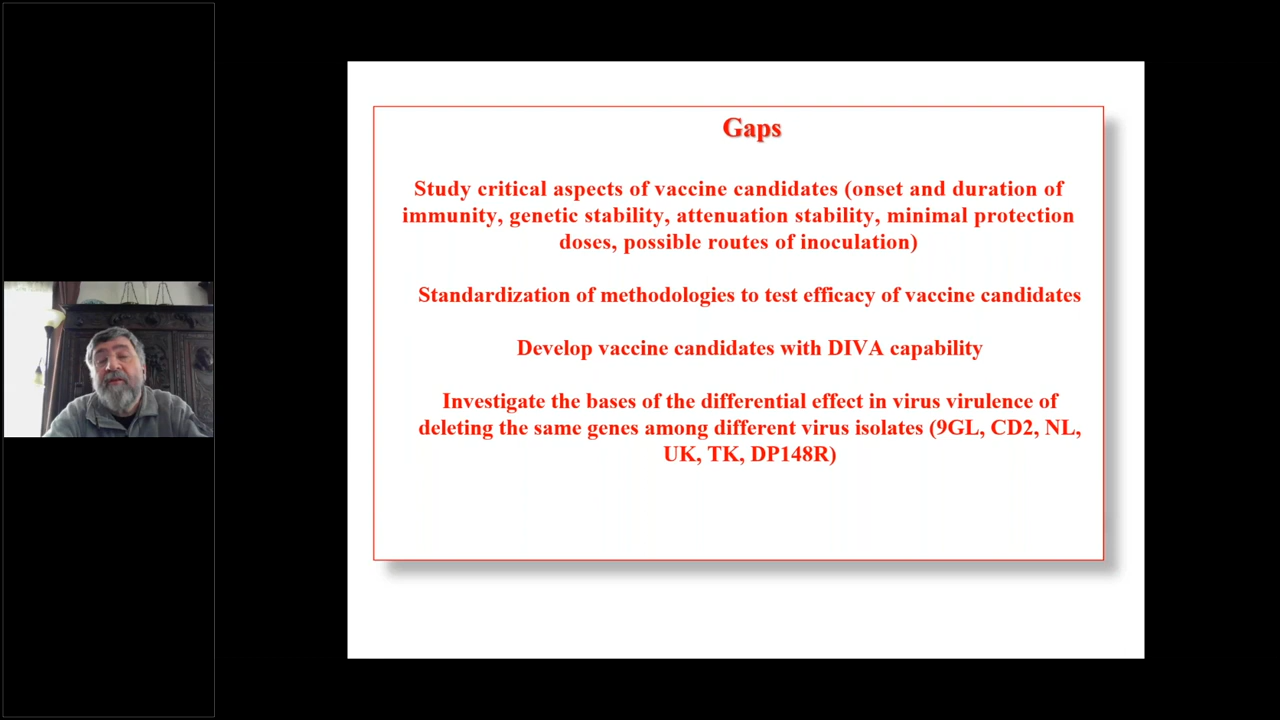 Gaps
Study critical aspects of vaccine candidates (onset and duration of
immunity, genetic stability, attenuation stability, minimal protection
doses, possible routes of inoculation)
Standardization of methodologies to test efficacy of vaccine candidates
Develop vaccine candidates with DIVA capability
Investigate the bases of the differential effect in virus virulence of
deleting the same genes among different virus isolates (9GL, CD2, NL,
UK, TK, DP148R)